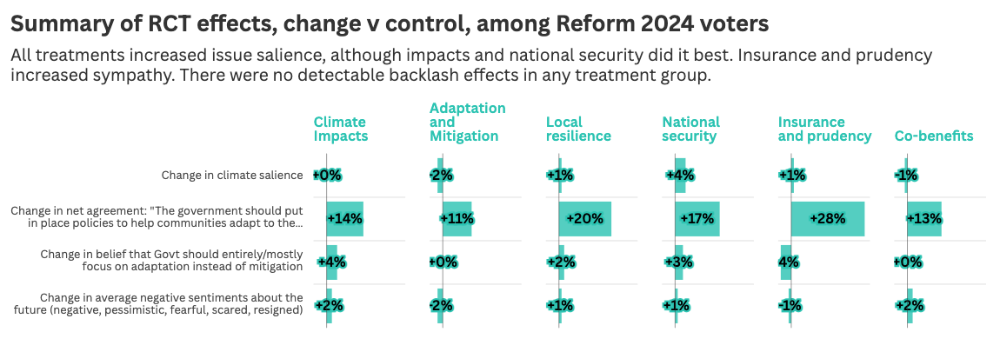 Summary of RCT effects, change v control, among Reform 2024 voters
All treatments increased issue salience, although impacts and national security did it best. Insurance and prudency
increased sympathy. There were no detectable backlash effects in any treatment group.
Climate
Impacts
Adaptation
and
Mitigation
Local
resilience
National
security
Insurance
and prudency
Co-benefits
Change in climate salience
+0%
-2%
+1%
+4%
+1%
-1%
Change in net agreement: "The government should put
in place policies to help communities adapt to the...
+14%
+11%
+20%
+17%
+28%
+13%
Change in belief that Govt should entirely/mostly
focus on adaptation instead of mitigation
+4%
+0%
+2%
+3%
4%
+0%
Change in average negative sentiments about the
future (negative, pessimistic, fearful, scared, resigned)
+2%
-2%
+1%
+1%
-1%
+2%